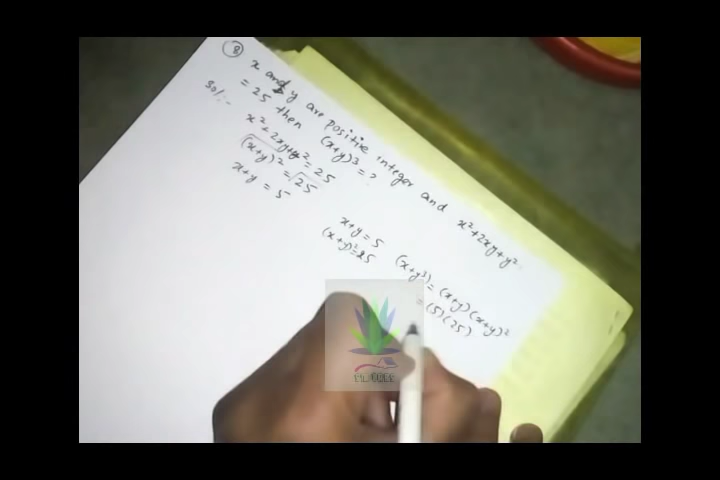 8
x and y are positive integer and x²+2xy+y²
= 25 then (x+y)³ = ?
Sol:-
x²+2xy+y² = 25
√(x+y)² = √25
x+y = 5
x+y = 5
(x+y)² = 25
(x+y³) = (x+y)(x+y)²
= (5)(25)